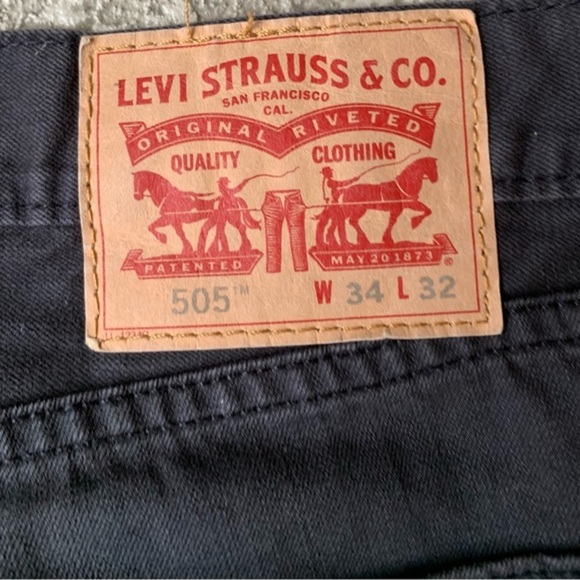 LEVI STRAUSS & CO.
SAN FRANCISCO
CAL.
ORIGINAL RIVETED
QUALITY CLOTHING
PATENTED MAY 20 1873 ®
505™ W 34 L 32